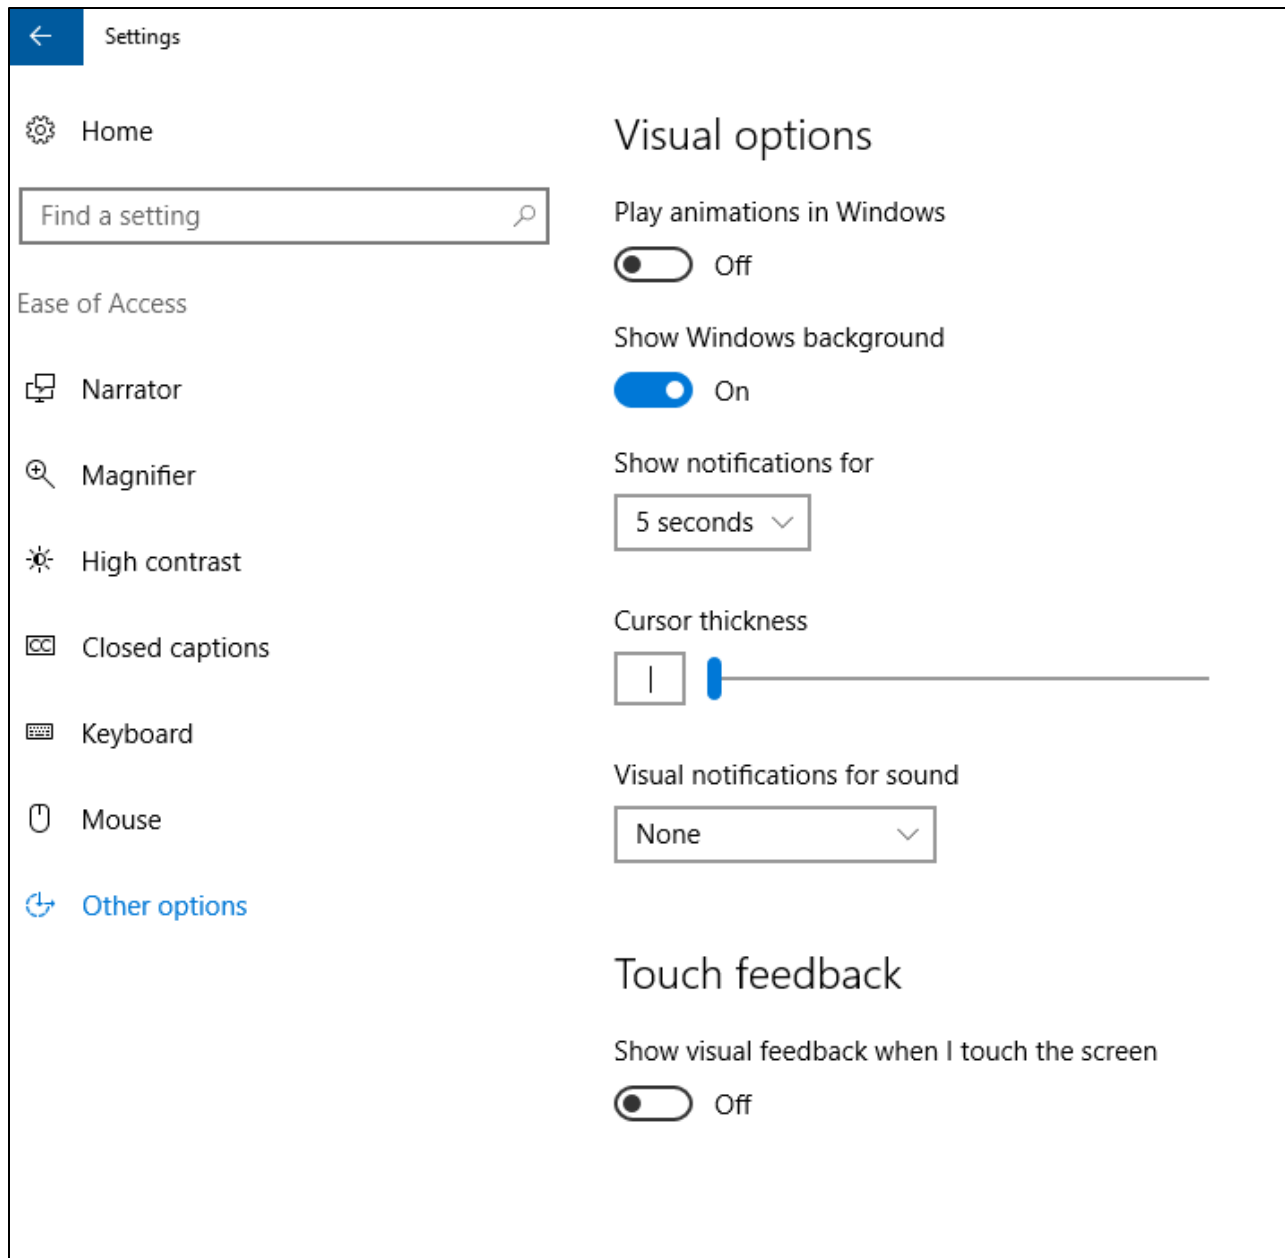 Settings
Home
Find a setting
Ease of Access
Narrator
Magnifier
High contrast
Closed captions
Keyboard
Mouse
Other options
Visual options
Play animations in Windows
Off
Show Windows background
On
Show notifications for
5 seconds
Cursor thickness
Visual notifications for sound
None
Touch feedback
Show visual feedback when I touch the screen
Off